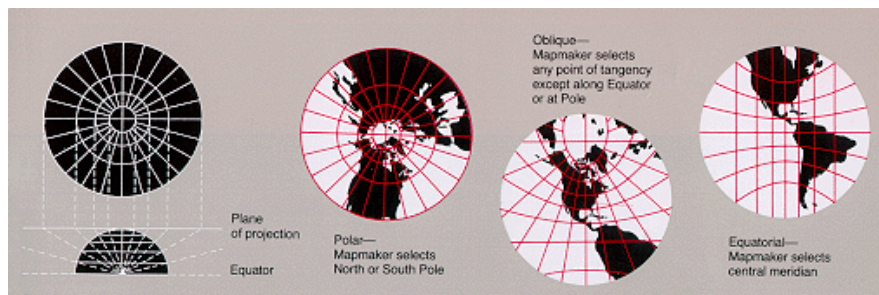 Plane
of projection
Equator
Polar—
Mapmaker selects
North or South Pole
Oblique—
Mapmaker selects
any point of tangency
except along Equator
or at Pole
Equatorial—
Mapmaker selects
central meridian